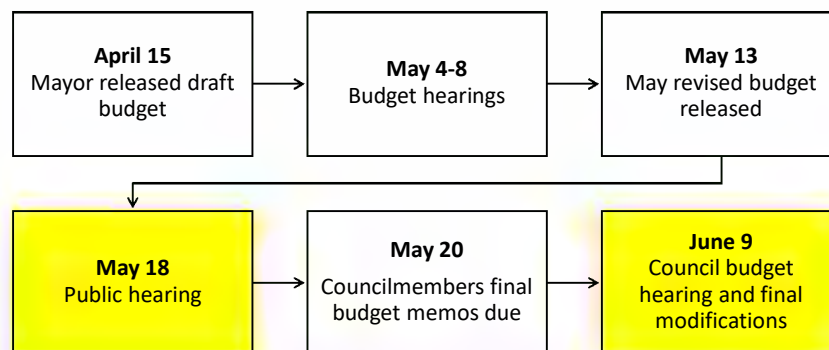 April 15
Mayor released draft
budget
May 4-8
Budget hearings
May 13
May revised budget
released
May 18
Public hearing
May 20
Councilmembers final
budget memos due
June 9
Council budget
hearing and final
modifications